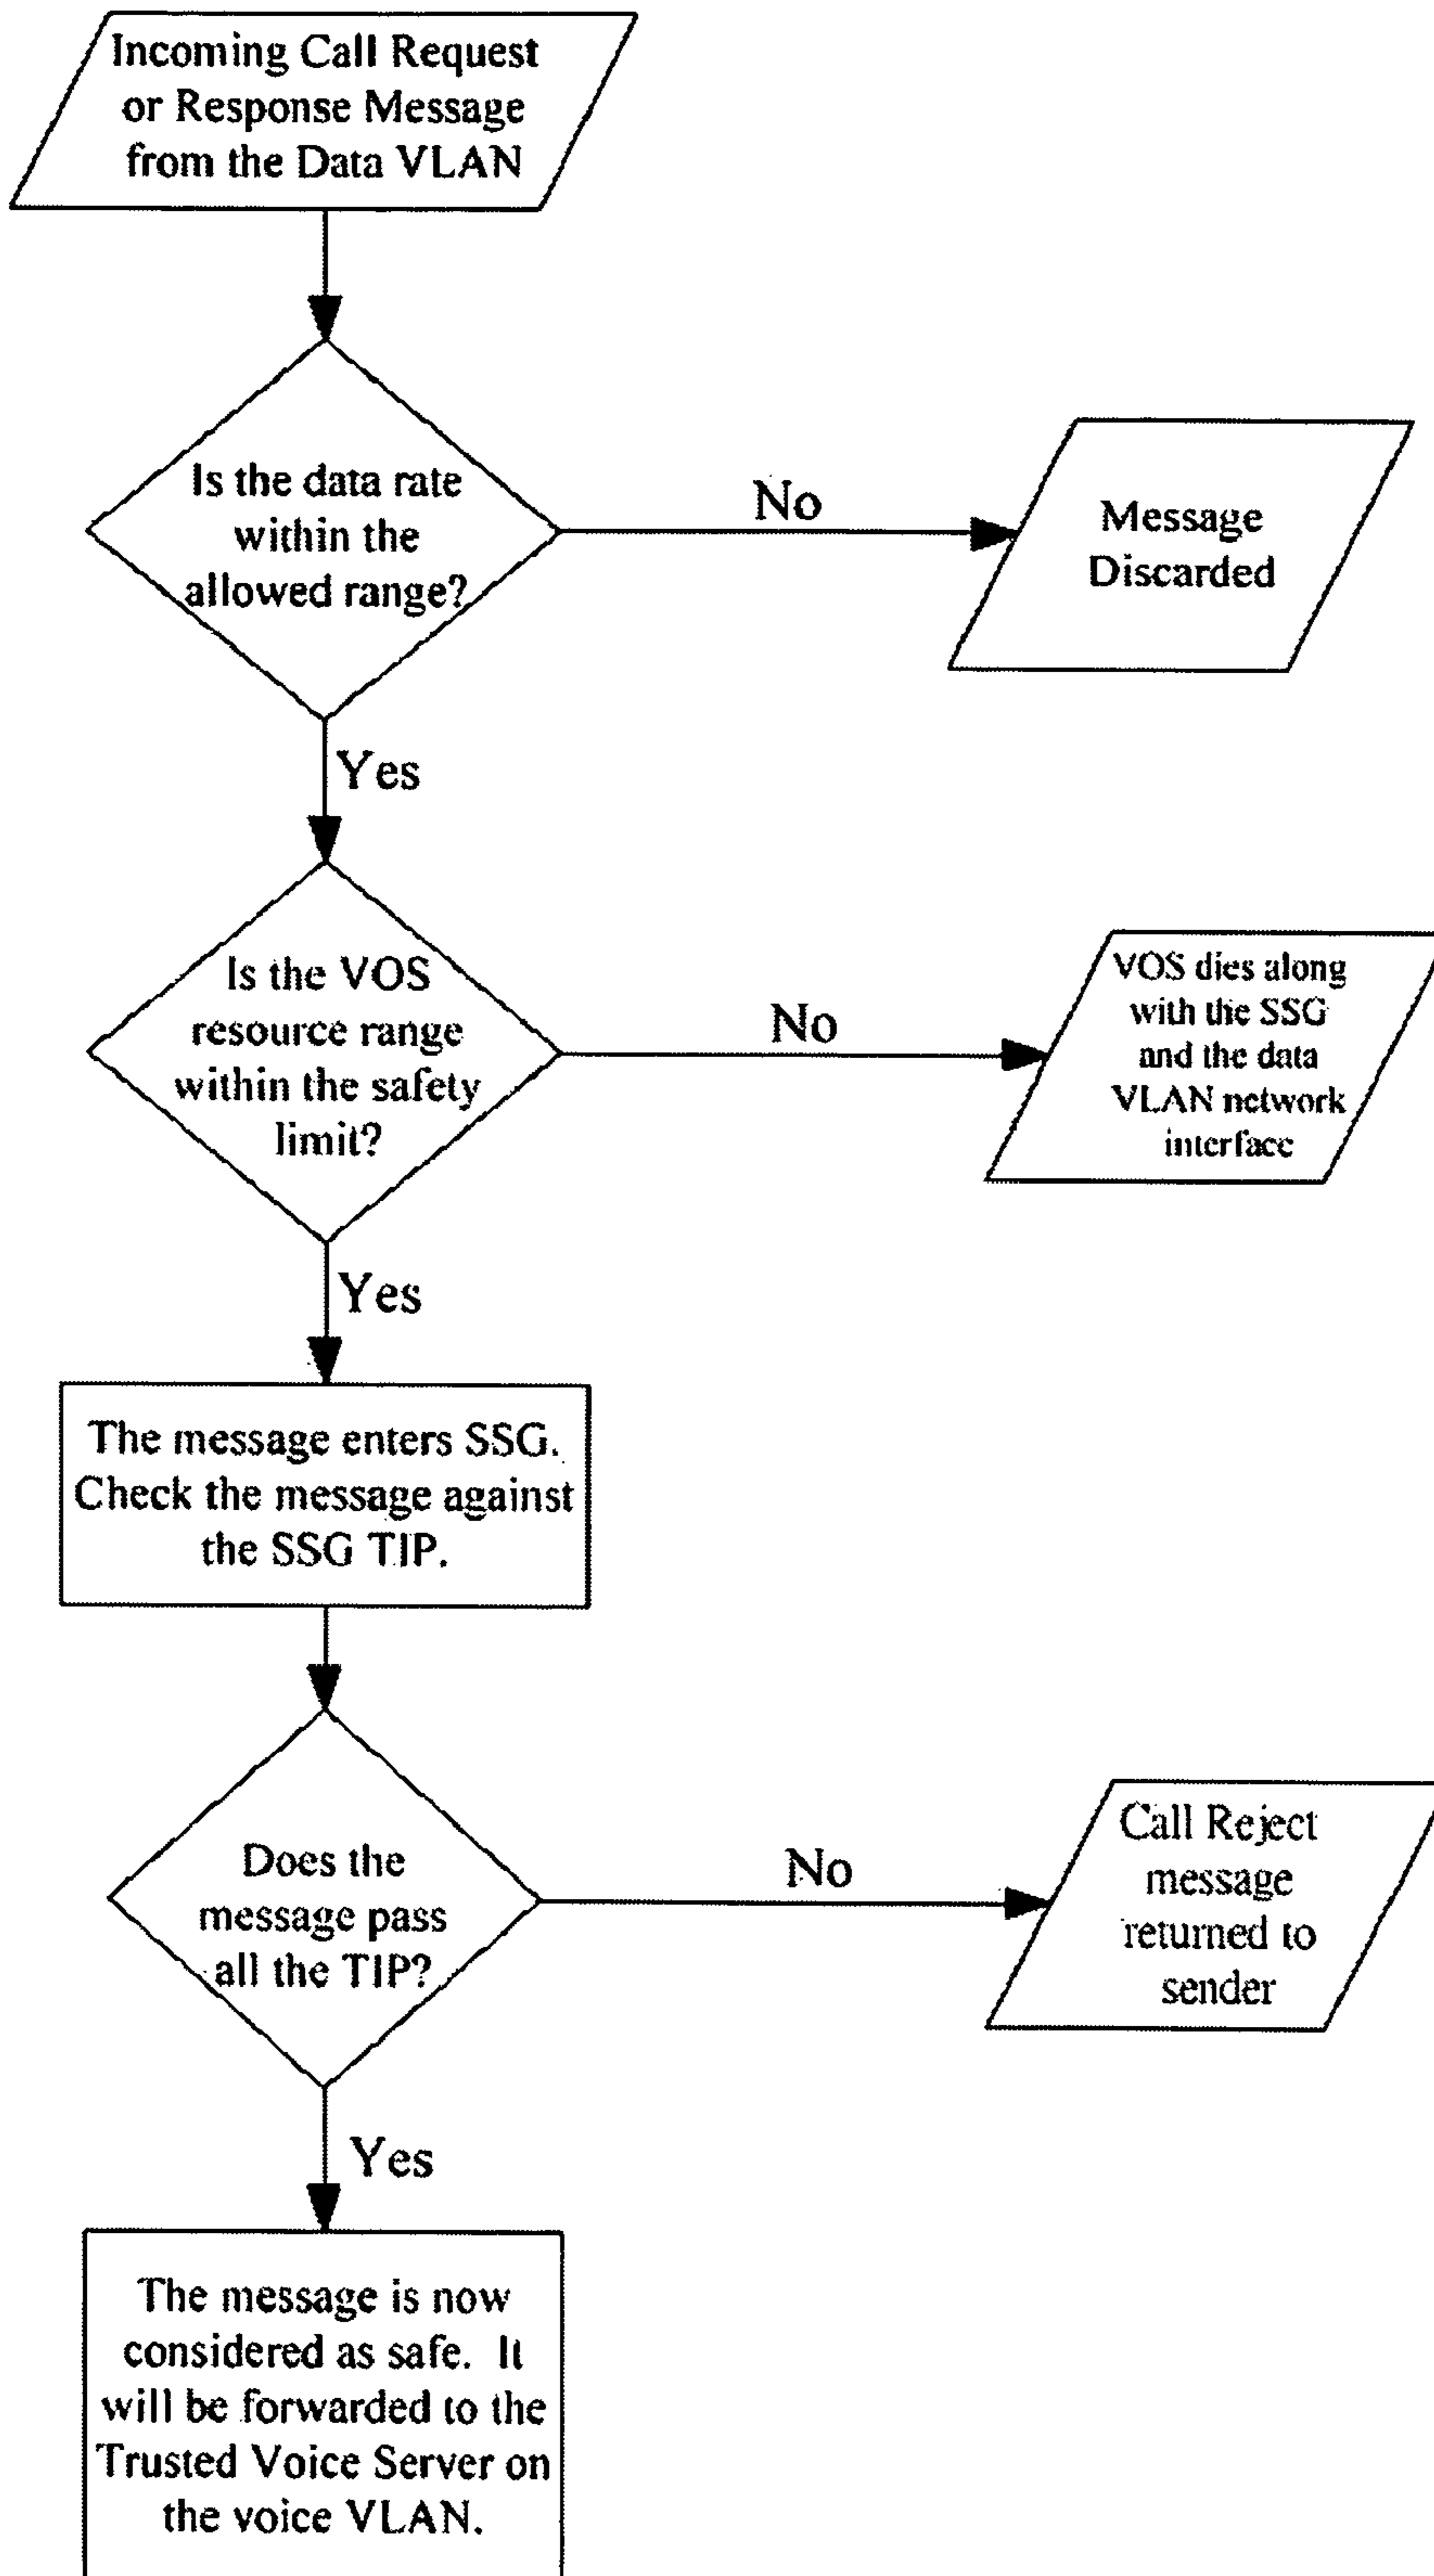 Incoming Call Request
or Response Message
from the Data VLAN
Is the data rate
within the
allowed range?
No
Message
Discarded
Yes
Is the VOS
resource range
within the safety
limit?
No
VOS dies along
with the SSG
and the data
VLAN network
interface
Yes
The message enters SSG.
Check the message against
the SSG TIP.
Does the
message pass
all the TIP?
No
Call Reject
message
returned to
sender
Yes
The message is now
considered as safe. It
will be forwarded to the
Trusted Voice Server on
the voice VLAN.